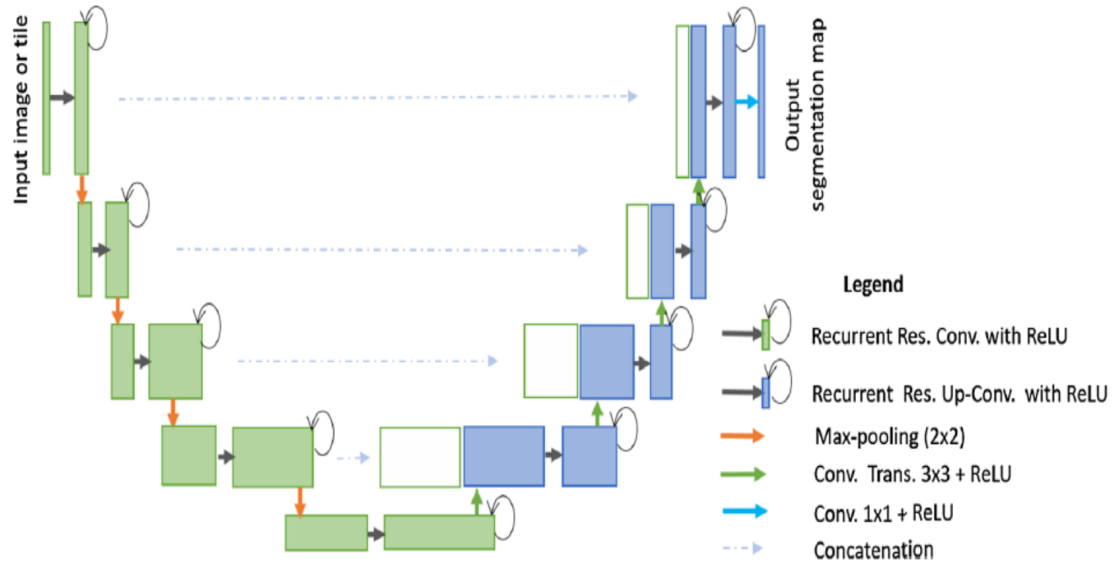 Input image or tile
Output
segmentation map
Legend
Recurrent Res. Conv. with ReLU
Recurrent Res. Up-Conv. with ReLU
Max-pooling (2x2)
Conv. Trans. 3x3 + ReLU
Conv. 1x1 + ReLU
Concatenation